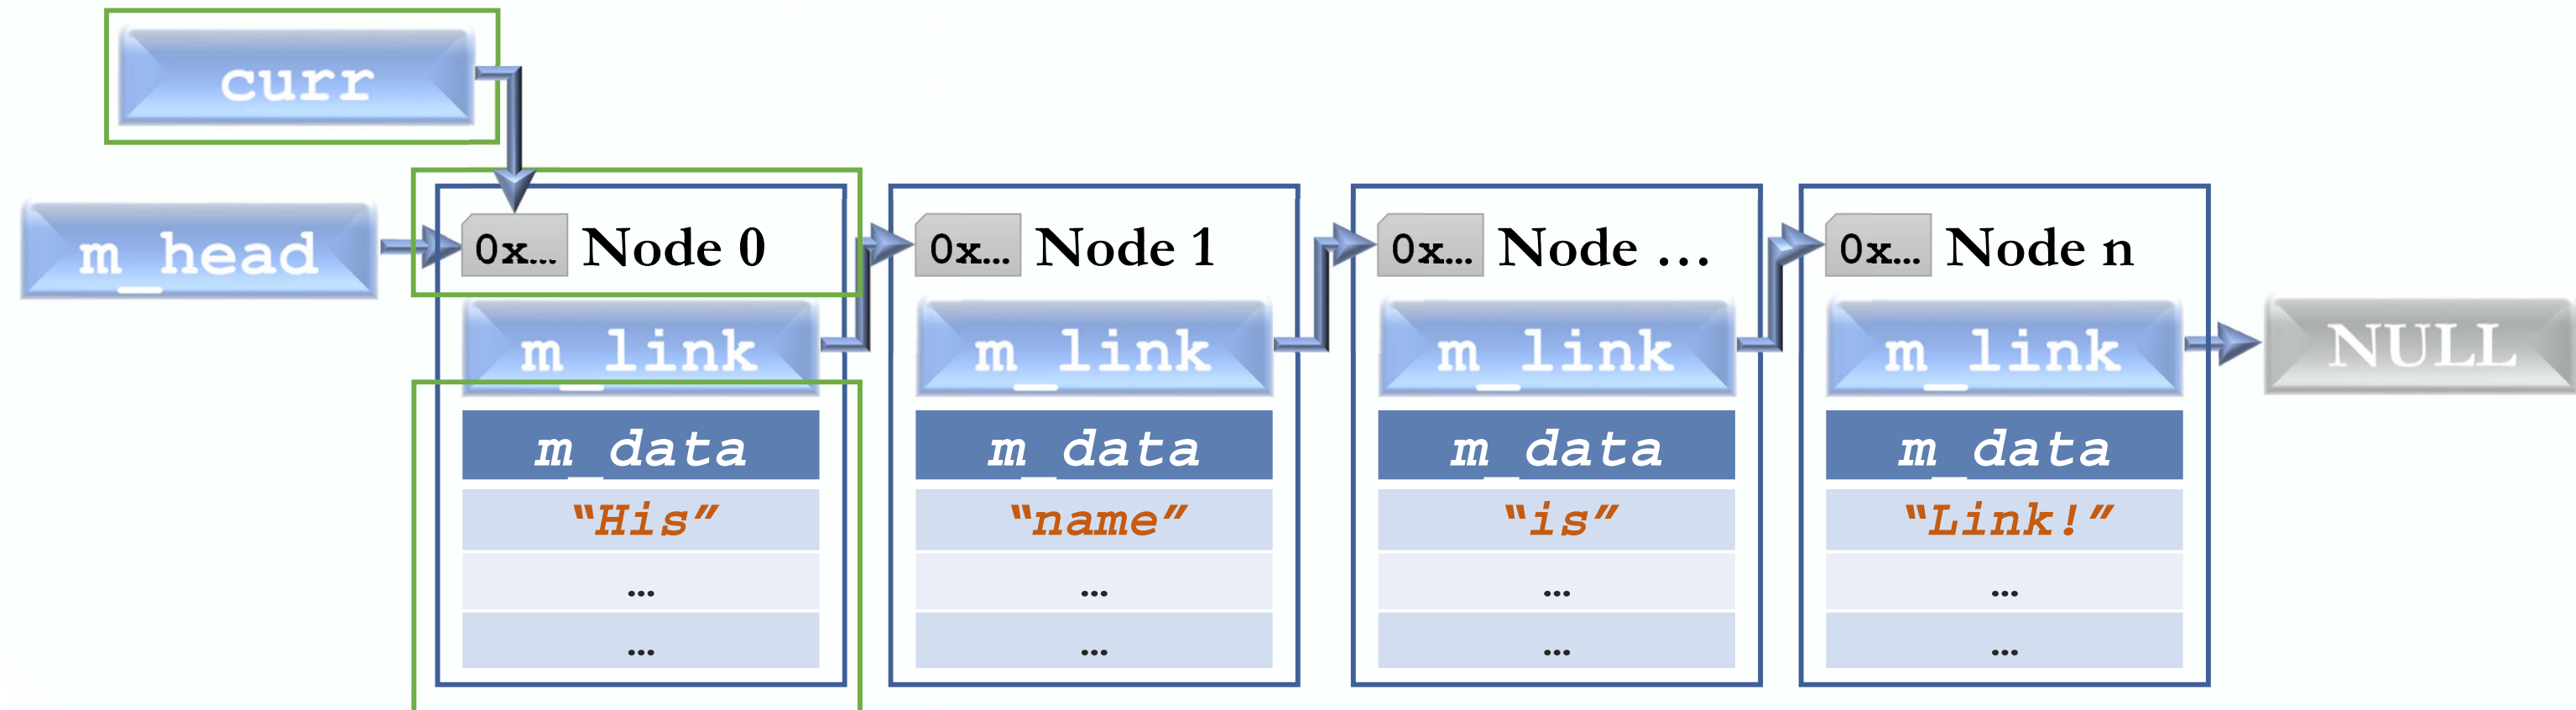 curr
m_head
0x... Node 0
m_link
m_data
“His”
...
...
0x... Node 1
m_link
m_data
“name”
...
...
0x... Node ...
m_link
m_data
“is”
...
...
0x... Node n
m_link
m_data
“Link!”
...
...
NULL